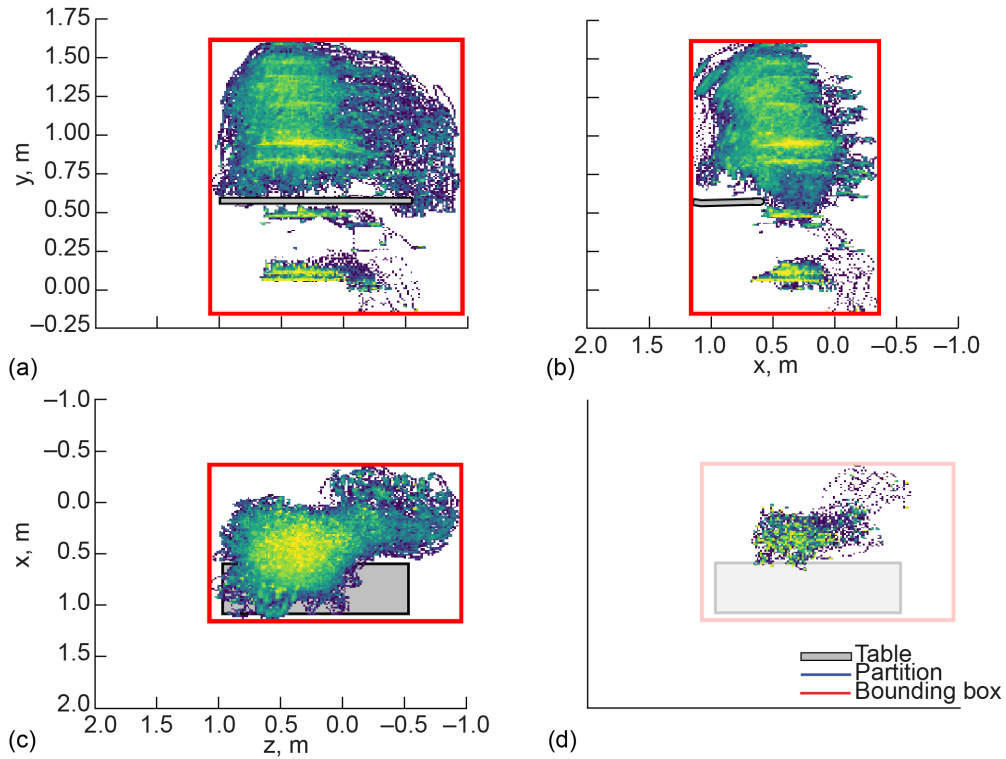 1.75
1.50
1.25
1.00
0.75
0.50
0.25
0.00
–0.25
y, m
(a)
2.0 1.0 0.5 0.0 –0.5 –1.0
x, m
(b)
–1.0
–0.5
0.0
0.5
1.0
1.5
2.0
x, m
2.0 1.5 1.0 0.5 0.0 –0.5 –1.0
z, m
(c)
Table
Partition
Bounding box
(d)